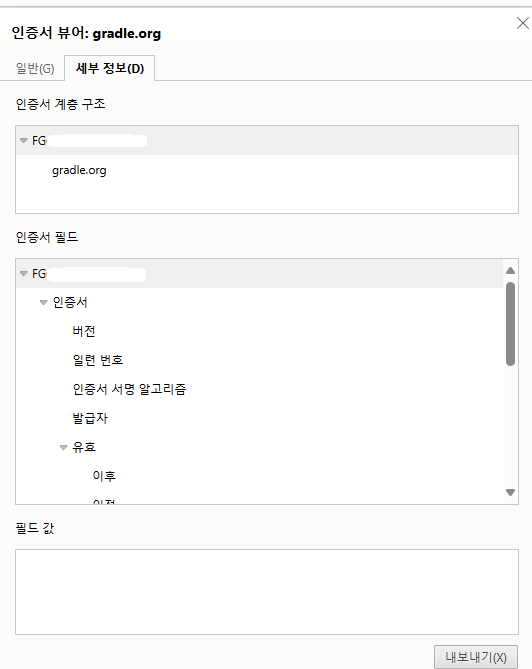 인증서 뷰어: gradle.org
일반(G) 세부 정보(D)
인증서 계층 구조
FG
gradle.org
인증서 필드
FG
인증서
버전
일련 번호
인증서 서명 알고리즘
발급자
유효
이후
필드 값
내보내기(X)